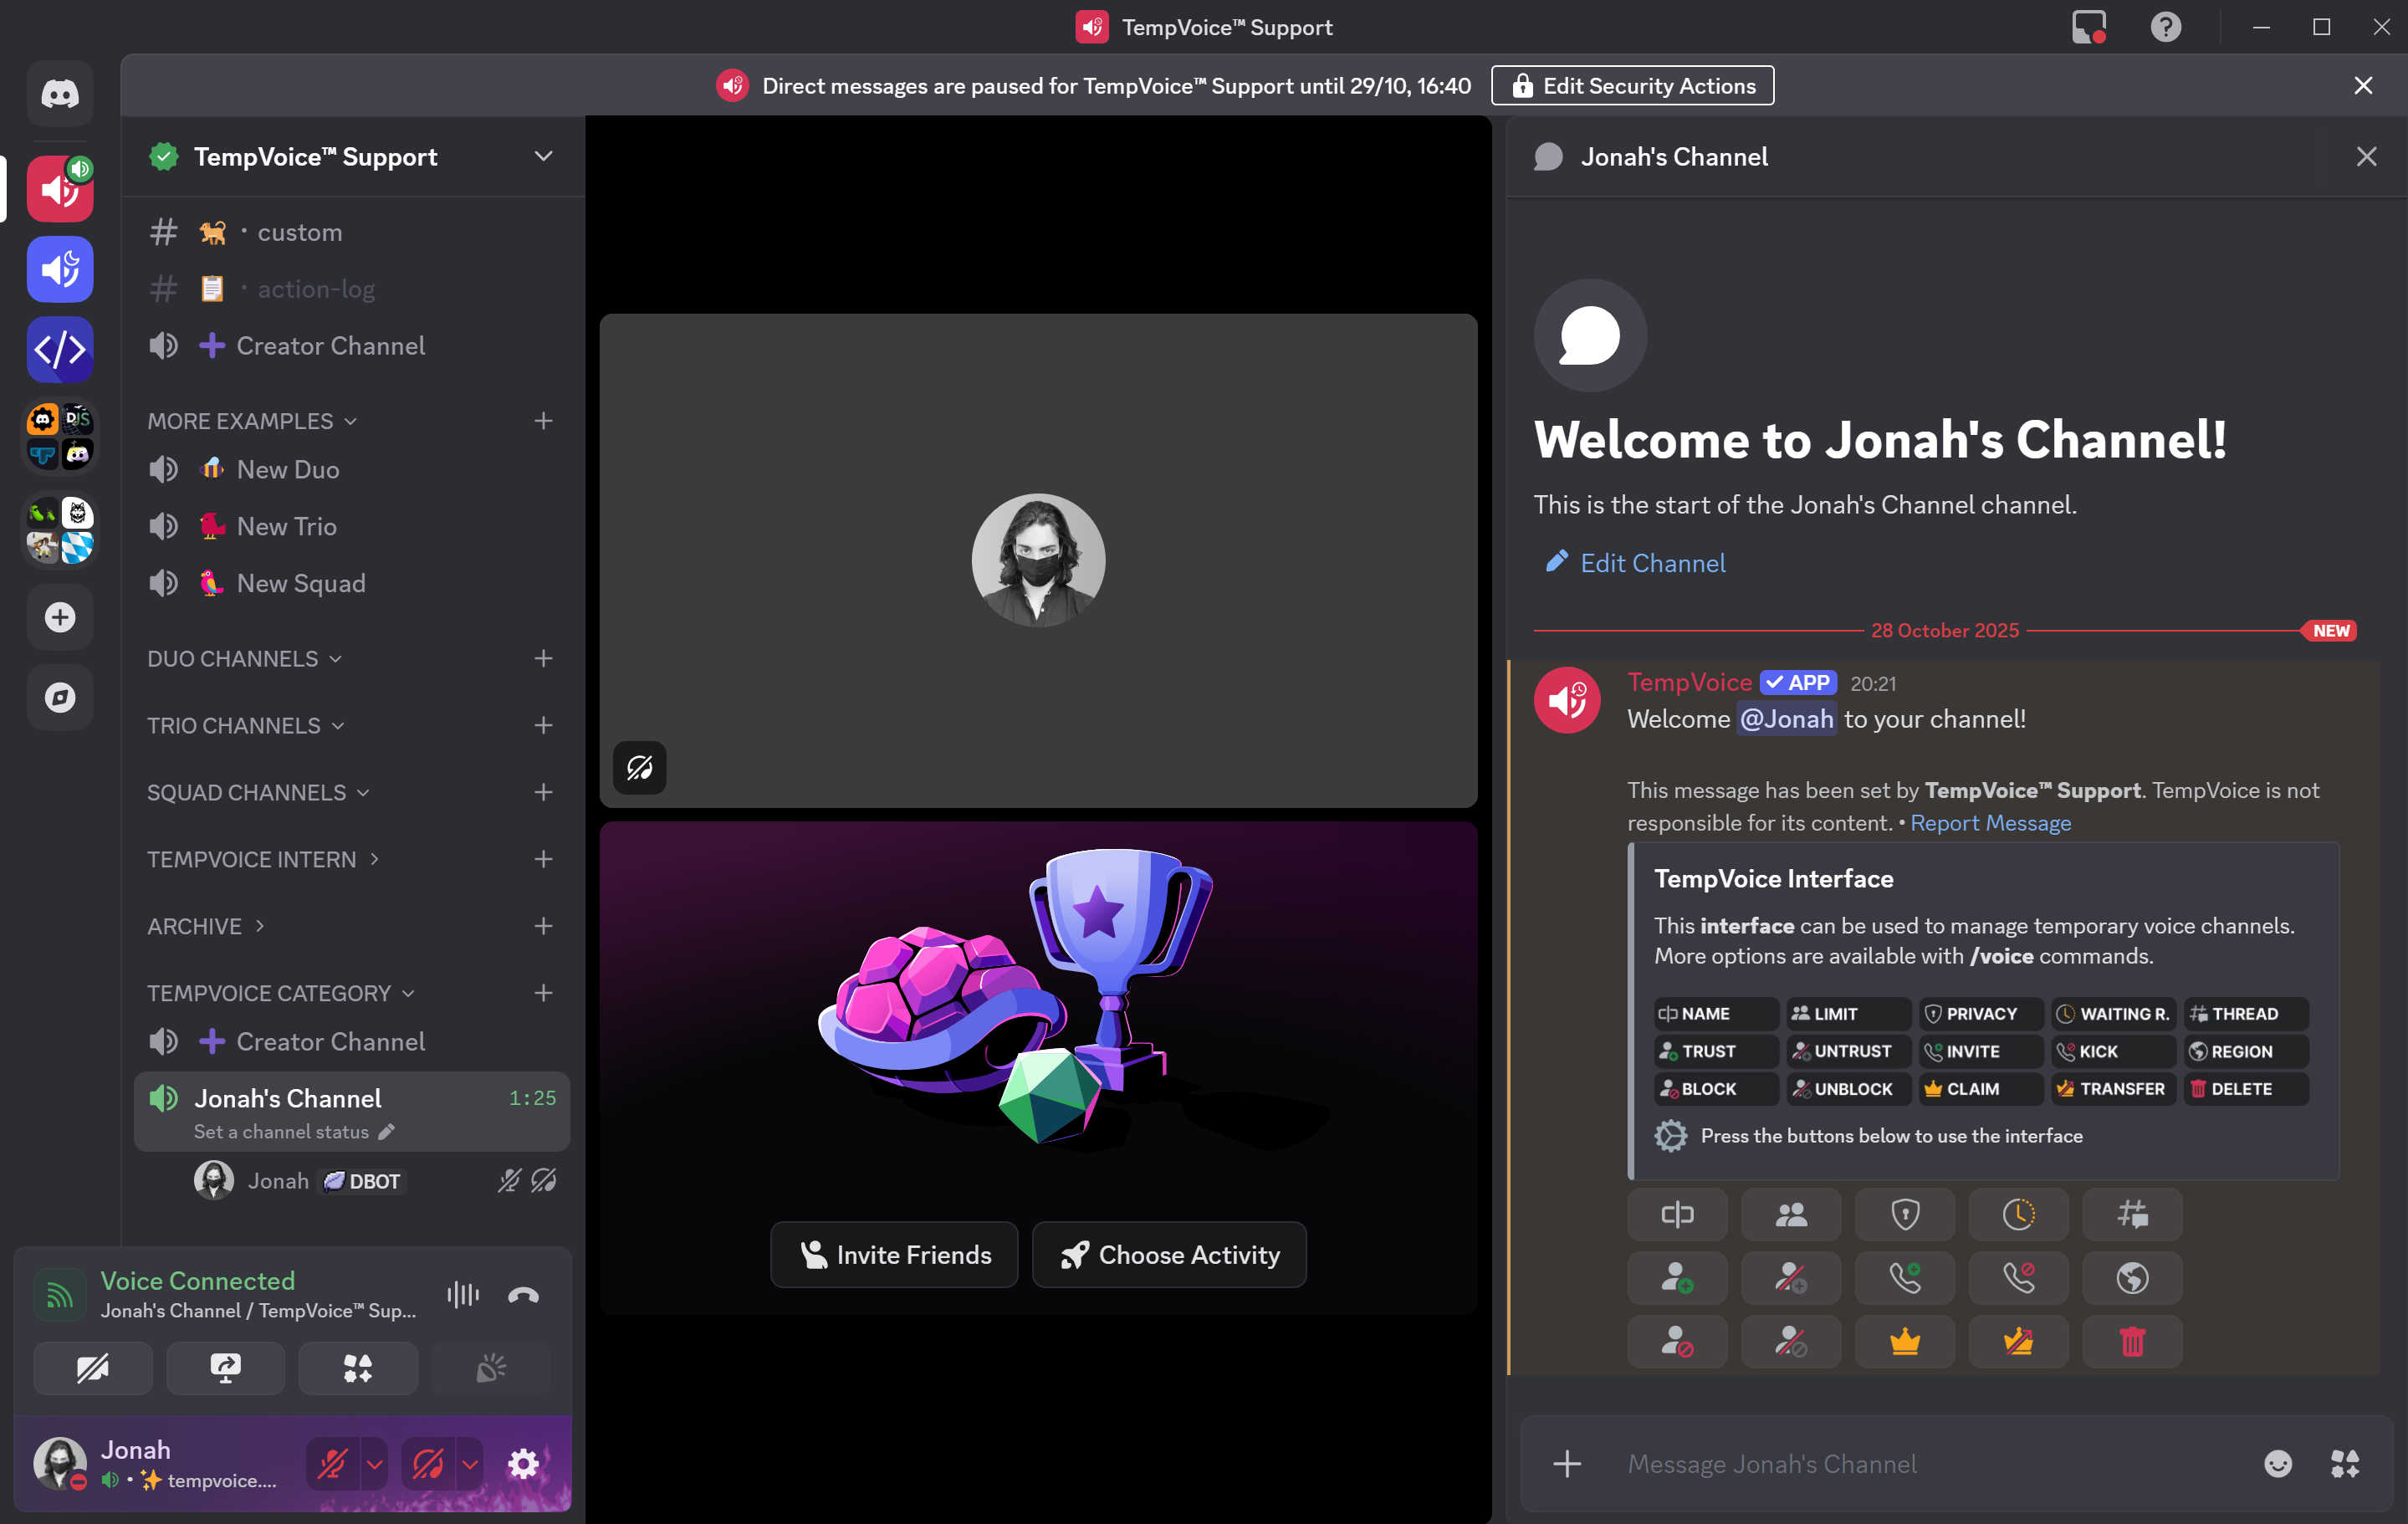 TempVoice™ Support
Direct messages are paused for TempVoice™ Support until 29/10, 16:40
Edit Security Actions
TempVoice™ Support
· custom
· action-log
Creator Channel
MORE EXAMPLES
New Duo
New Trio
New Squad
DUO CHANNELS
TRIO CHANNELS
SQUAD CHANNELS
TEMPVOICE INTERN
ARCHIVE
TEMPVOICE CATEGORY
Creator Channel
Jonah's Channel 1:25
Set a channel status
Jonah DBOT
Voice Connected
Jonah's Channel / TempVoice™ Sup...
Jonah
• ✨ tempvoice....
DJS
Invite Friends
Choose Activity
Jonah's Channel
Welcome to Jonah's Channel!
This is the start of the Jonah's Channel channel.
Edit Channel
28 October 2025 NEW
TempVoice ✓ APP 20:21
Welcome @Jonah to your channel!
This message has been set by TempVoice™ Support. TempVoice is not
responsible for its content. • Report Message
TempVoice Interface
This interface can be used to manage temporary voice channels.
More options are available with /voice commands.
NAME LIMIT PRIVACY WAITING R. THREAD
TRUST UNTRUST INVITE KICK REGION
BLOCK UNBLOCK CLAIM TRANSFER DELETE
Press the buttons below to use the interface
Message Jonah's Channel